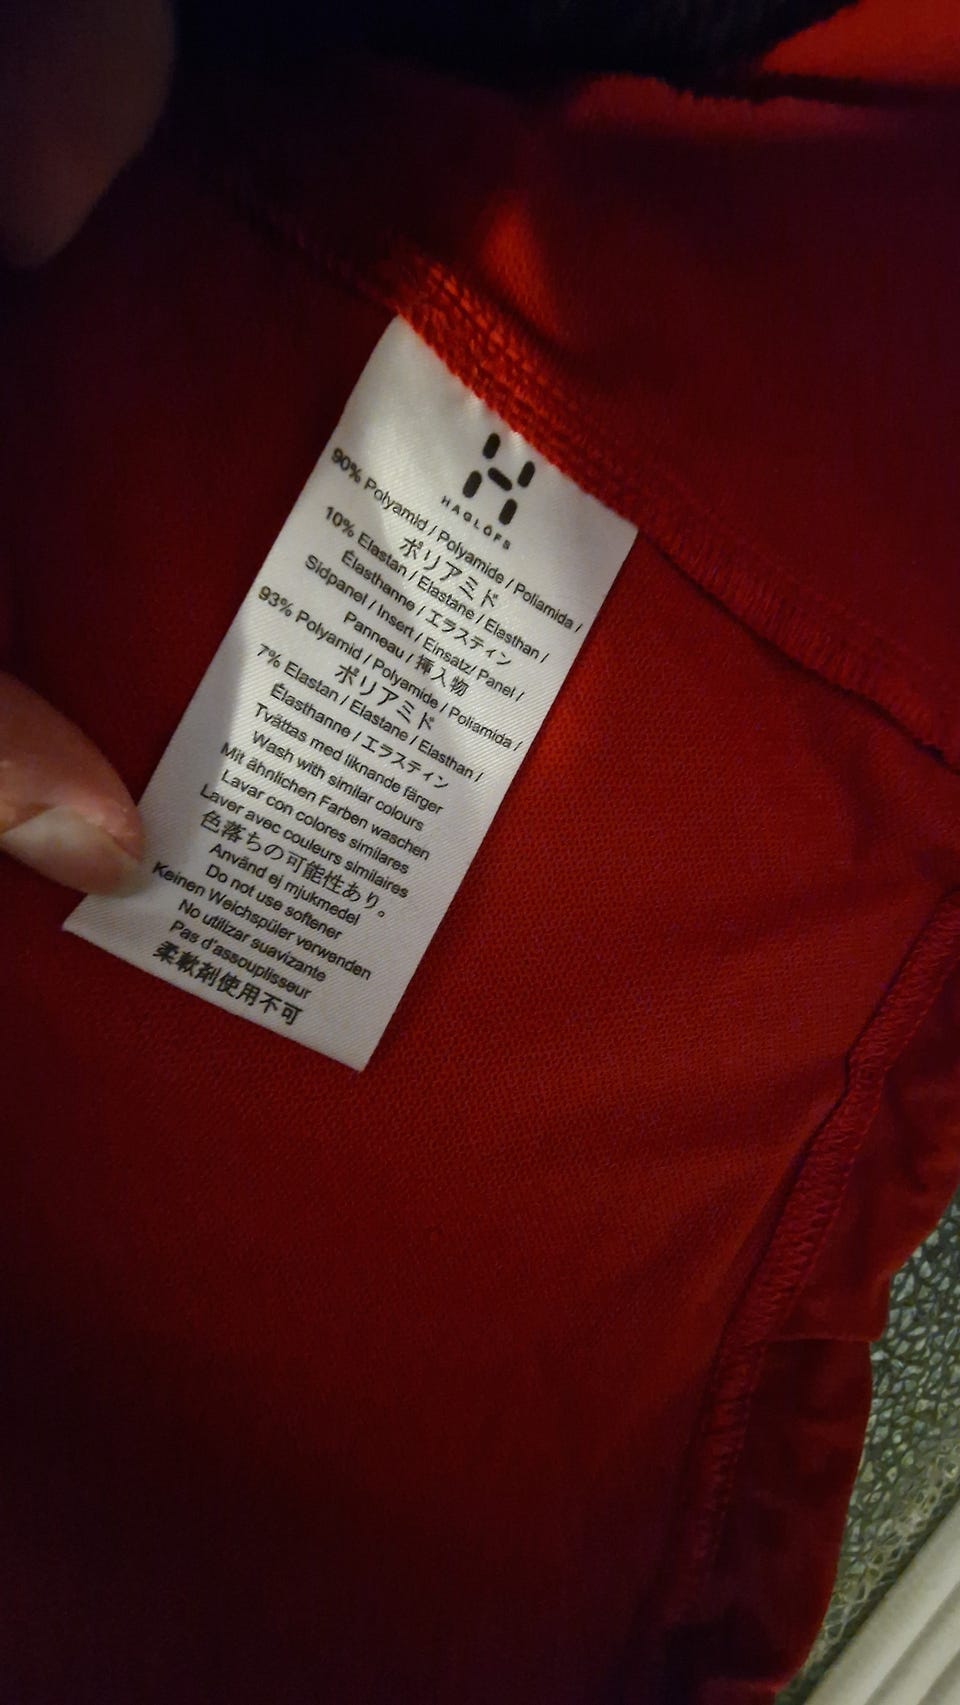 HAGLÖFS
90% Polyamid / Polyamide / Poliamida /
ポリアミド
10% Elastan / Elastane / Elasthan /
Élasthanne / エラスティン
Sidpanel / Insert / Einsatz/ Panel /
Panneau / 挿入物
93% Polyamid / Polyamide / Poliamida /
ポリアミド
7% Elastan / Elastane / Elasthan /
Élasthanne / エラスティン
Tvättas med liknande färger
Wash with similar colours
Mit ähnlichen Farben waschen
Lavar con colores similares
Laver avec couleurs similaires
色落ちの可能性あり。
Använd ej mjukmedel
Do not use softener
Keinen Weichspüler verwenden
No utilizar suavizante
Pas d'assouplisseur
柔軟剤使用不可